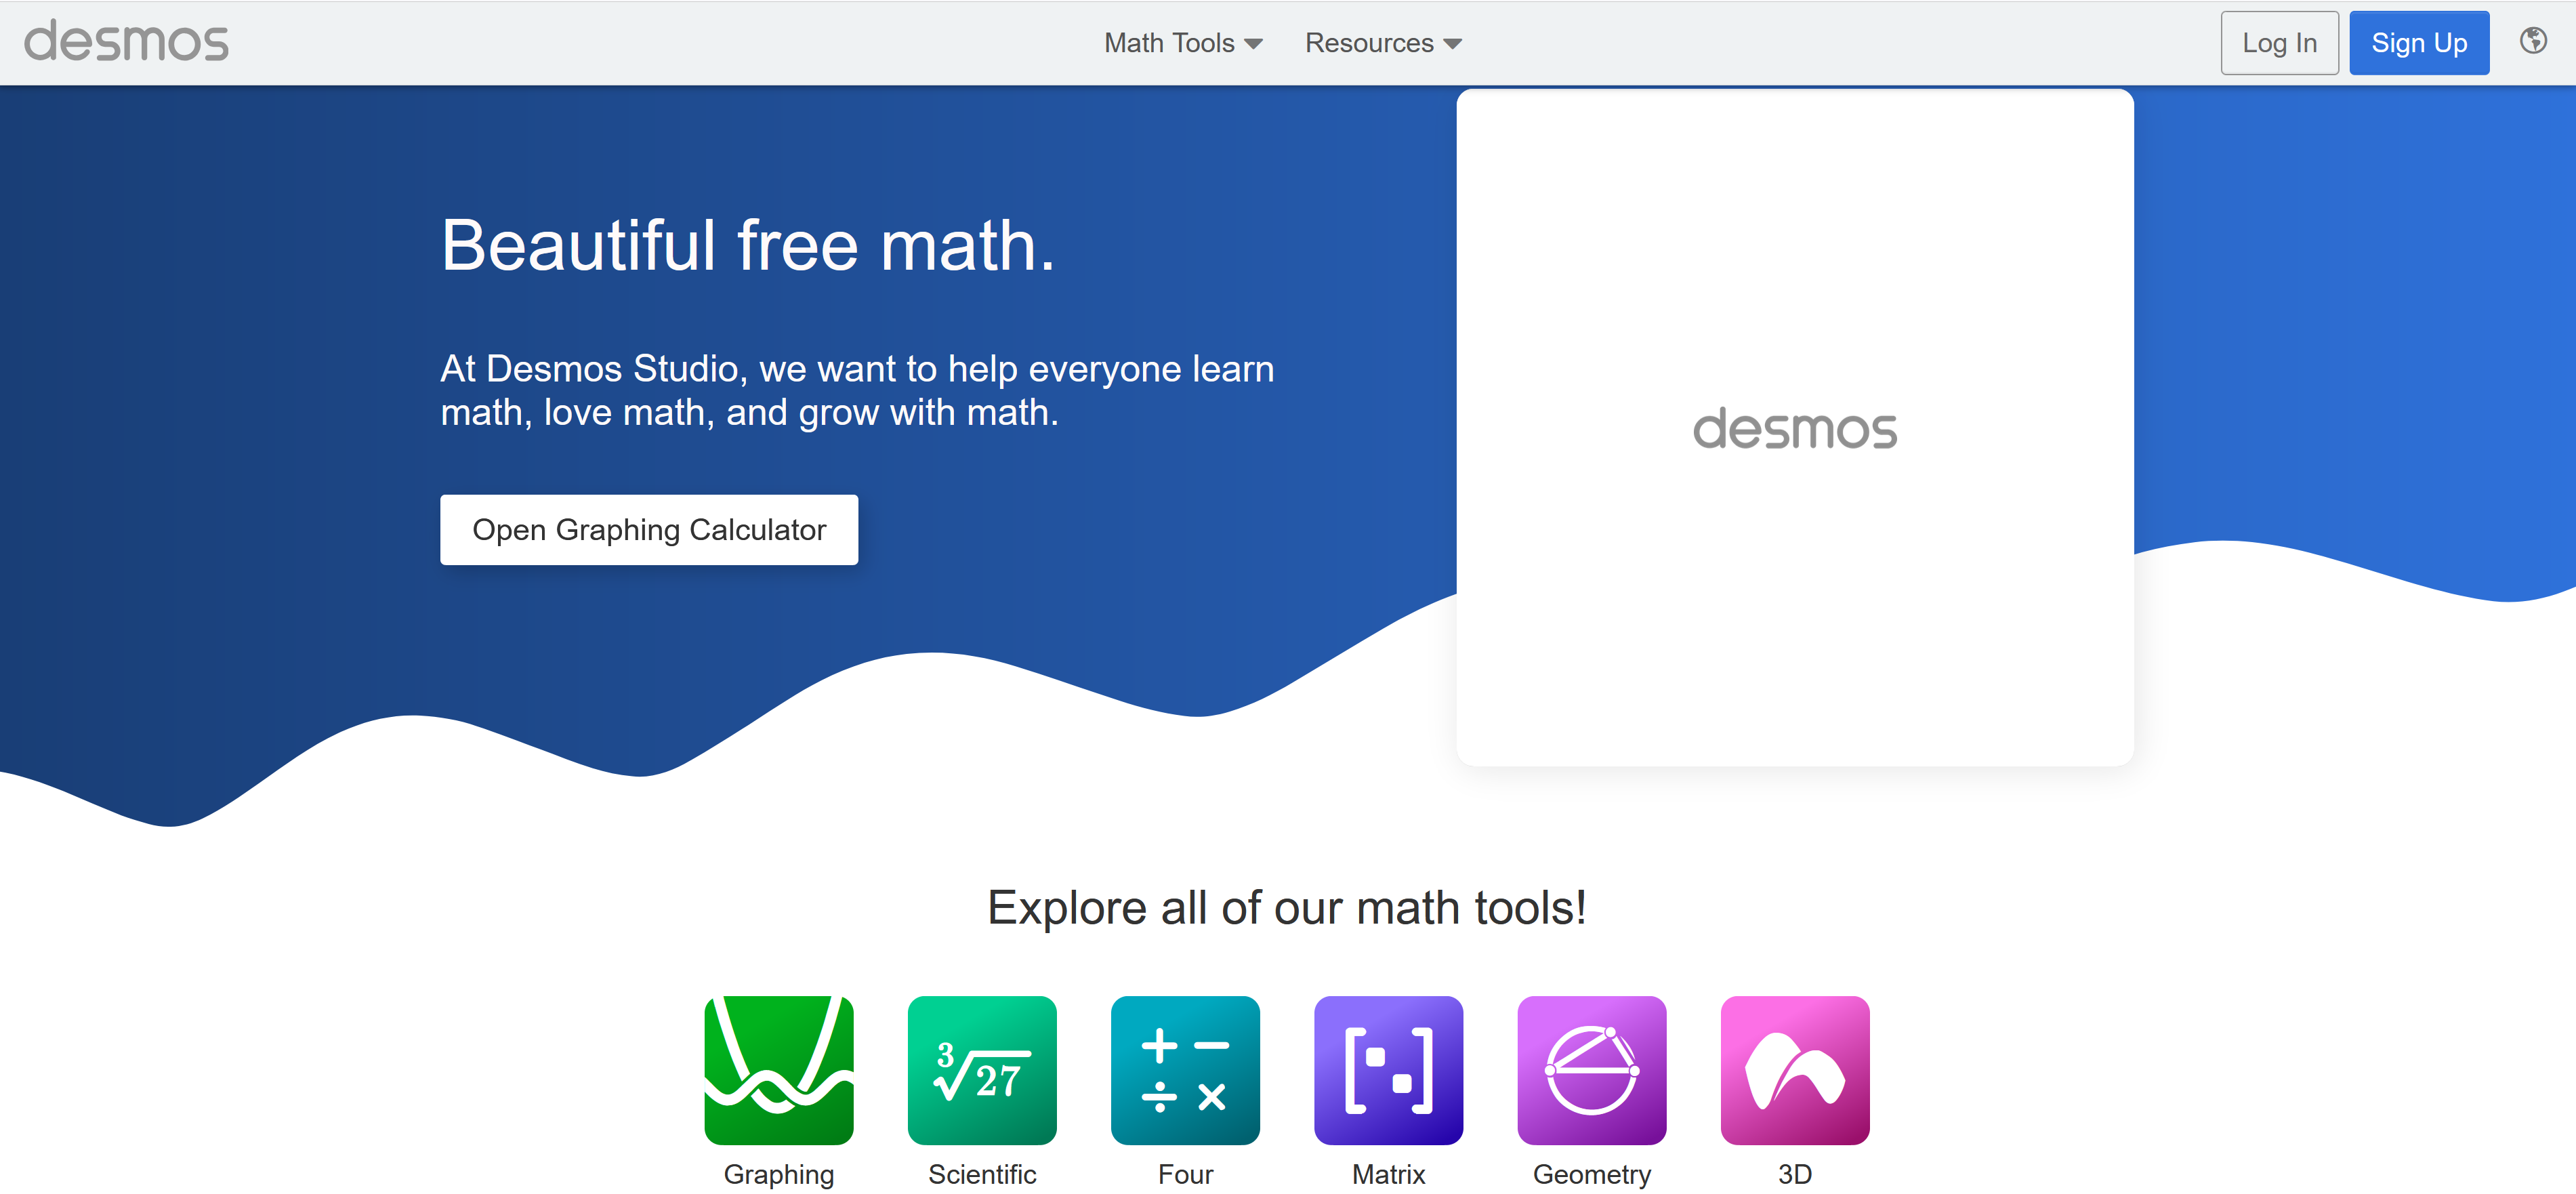 desmos
Math Tools
Resources
Log In
Sign Up
Beautiful free math.
At Desmos Studio, we want to help everyone learn
math, love math, and grow with math.
Open Graphing Calculator
desmos
Explore all of our math tools!
3√27
+ −
÷ ×
Graphing
Scientific
Four
Matrix
Geometry
3D